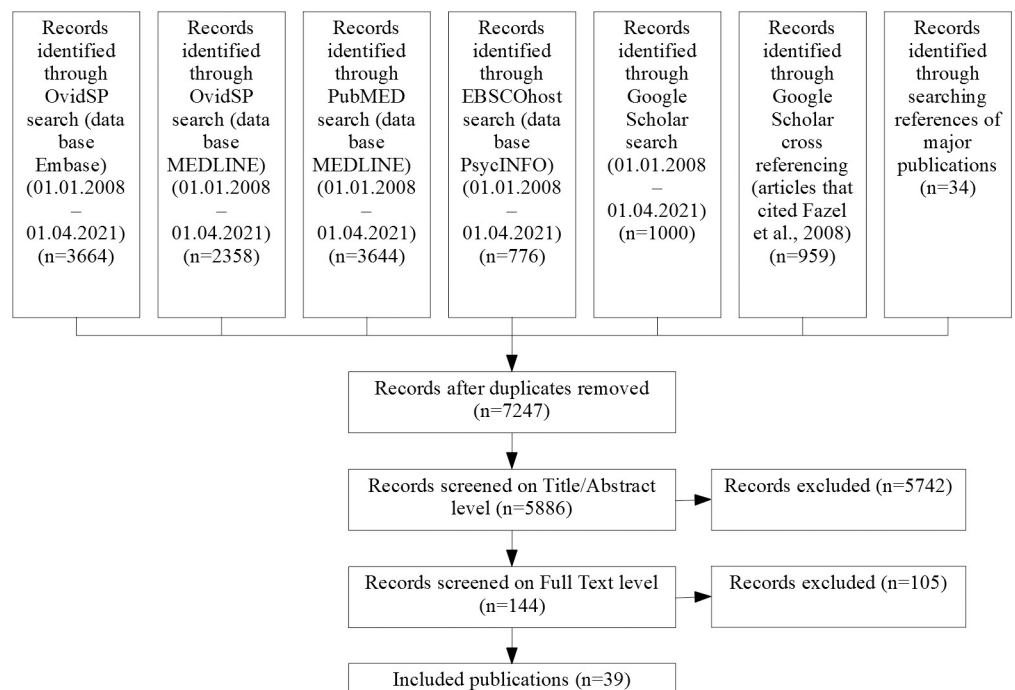 Records
identified
through
OvidSP
search (data
base
Embase)
(01.01.2008
–
01.04.2021)
(n=3664)
Records
identified
through
OvidSP
search (data
base
MEDLINE)
(01.01.2008
–
01.04.2021)
(n=2358)
Records
identified
through
PubMED
search (data
base
MEDLINE)
(01.01.2008
–
01.04.2021)
(n=3644)
Records
identified
through
EBSCOhost
search (data
base
PsycINFO)
(01.01.2008
–
01.04.2021)
(n=776)
Records
identified
through
Google
Scholar
search
(01.01.2008
–
01.04.2021)
(n=1000)
Records
identified
through
Google
Scholar
cross
referencing
(articles that
cited Fazel
et al., 2008)
(n=959)
Records
identified
through
searching
references of
major
publications
(n=34)
Records after duplicates removed
(n=7247)
Records screened on Title/Abstract
level (n=5886)
Records excluded (n=5742)
Records screened on Full Text level
(n=144)
Records excluded (n=105)
Included publications (n=39)